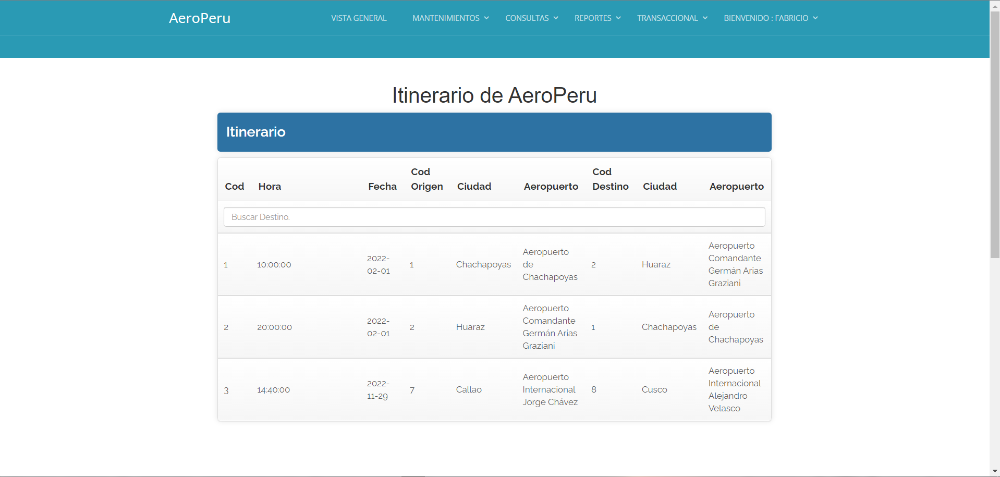 AeroPeru
VISTA GENERAL
MANTENIMIENTOS
CONSULTAS
REPORTES
TRANSACCIONAL
BIENVENIDO : FABRICIO
Itinerario de AeroPeru
Itinerario
Cod
Hora
Fecha
Cod
Origen
Ciudad
Aeropuerto
Cod
Destino
Ciudad
Aeropuerto
Buscar Destino.
1
10:00:00
2022-
02-01
1
Chachapoyas
Aeropuerto
de
Chachapoyas
2
Huaraz
Aeropuerto
Comandante
Germán Arias
Graziani
2
20:00:00
2022-
02-01
2
Huaraz
Aeropuerto
Comandante
Germán Arias
Graziani
1
Chachapoyas
Aeropuerto
de
Chachapoyas
3
14:40:00
2022-
11-29
7
Callao
Aeropuerto
Internacional
Jorge Chávez
8
Cusco
Aeropuerto
Internacional
Alejandro
Velasco